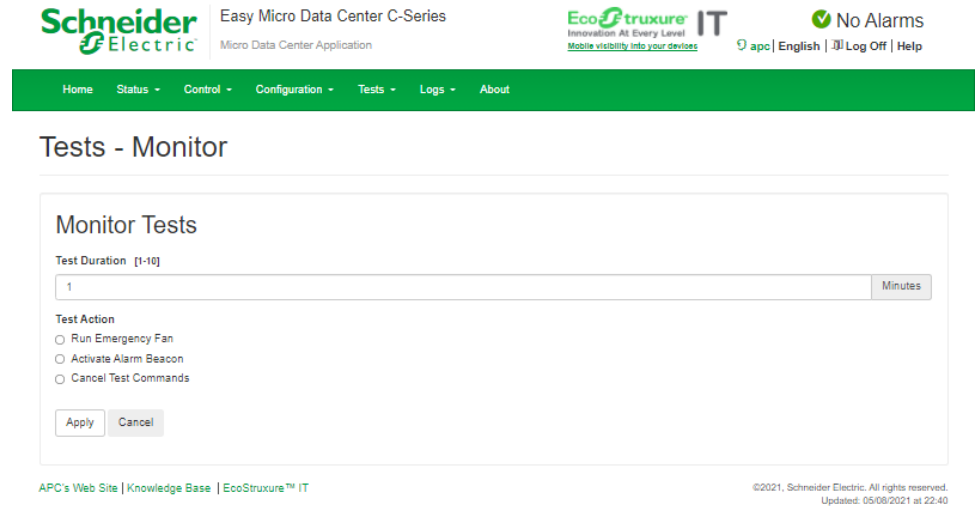 Schneider Electric
Easy Micro Data Center C-Series
Micro Data Center Application
EcoStruxure IT
Innovation At Every Level
Mobile visibility into your devices
No Alarms
apc| English | Log Off | Help
Home Status Control Configuration Tests Logs About
Tests - Monitor
Monitor Tests
Test Duration [1-10]
1 Minutes
Test Action
Run Emergency Fan
Activate Alarm Beacon
Cancel Test Commands
Apply Cancel
APC's Web Site | Knowledge Base | EcoStruxure™ IT
©2021, Schneider Electric. All rights reserved.
Updated: 05/08/2021 at 22:40